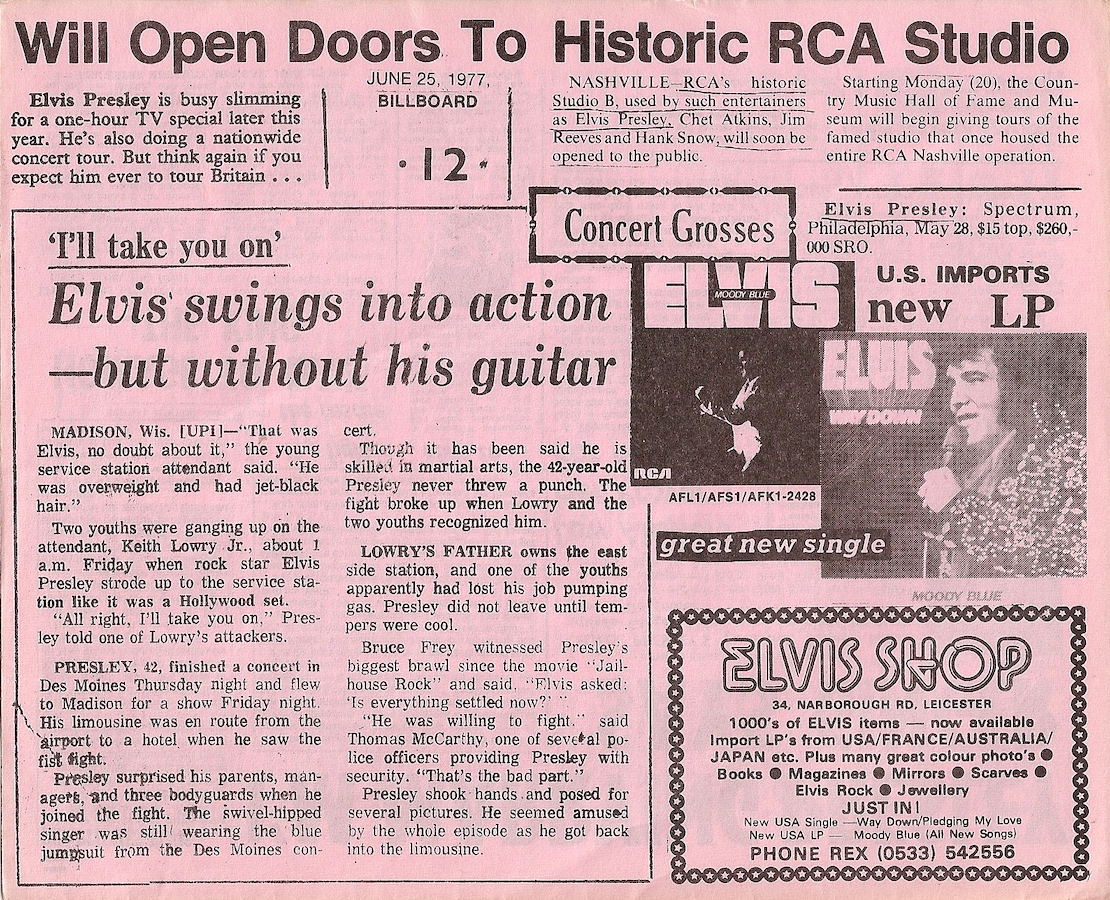 Will Open Doors To Historic RCA Studio
Elvis Presley is busy slimming
for a one-hour TV special later this
year. He's also doing a nationwide
concert tour. But think again if you
expect him ever to tour Britain . . .
JUNE 25, 1977,
BILLBOARD
12
NASHVILLE—RCA's historic
Studio B, used by such entertainers
as Elvis Presley, Chet Atkins, Jim
Reeves and Hank Snow, will soon be
opened to the public.
Starting Monday (20), the Coun-
try Music Hall of Fame and Mu-
seum will begin giving tours of the
famed studio that once housed the
entire RCA Nashville operation.
Concert Grosses
Elvis Presley: Spectrum,
Philadelphia, May 28, $15 top, $260,-
000 SRO.
'I'll take you on'
Elvis swings into action
—but without his guitar
MADISON, Wis. [UPI]—"That was
Elvis, no doubt about it," the young
service station attendant said. "He
was overweight and had jet-black
hair."
Two youths were ganging up on the
attendant, Keith Lowry Jr., about 1
a.m. Friday when rock star Elvis
Presley strode up to the service sta-
tion like it was a Hollywood set.
"All right, I'll take you on," Pres-
ley told one of Lowry's attackers.
PRESLEY, 42, finished a concert in
Des Moines Thursday night and flew
to Madison for a show Friday night.
His limousine was en route from the
airport to a hotel when he saw the
fist fight.
Presley surprised his parents, man-
agers, and three bodyguards when he
joined the fight. The swivel-hipped
singer was still wearing the blue
jumpsuit from the Des Moines con-
cert.
Though it has been said he is
skilled in martial arts, the 42-year-old
Presley never threw a punch. The
fight broke up when Lowry and the
two youths recognized him.
LOWRY'S FATHER owns the east
side station, and one of the youths
apparently had lost his job pumping
gas. Presley did not leave until tem-
pers were cool.
Bruce Frey witnessed Presley's
biggest brawl since the movie "Jail-
house Rock" and said, "Elvis asked:
'Is everything settled now?' "
"He was willing to fight," said
Thomas McCarthy, one of several po-
lice officers providing Presley with
security. "That's the bad part."
Presley shook hands and posed for
several pictures. He seemed amused
by the whole episode as he got back
into the limousine.
ELVIS
MOODY BLUE
RCA
AFL1/AFS1/AFK1-2428
U.S. IMPORTS
new LP
ELVIS
WAY DOWN
great new single
MOODY BLUE
ELVIS SHOP
34, NARBOROUGH RD, LEICESTER
1000's of ELVIS items — now available
Import LP's from USA/FRANCE/AUSTRALIA/
JAPAN etc. Plus many great colour photo's ●
Books ● Magazines ● Mirrors ● Scarves ●
Elvis Rock ● Jewellery
JUST IN!
New USA Single —Way Down/Pledging My Love
New USA LP — Moody Blue (All New Songs)
PHONE REX (0533) 542556